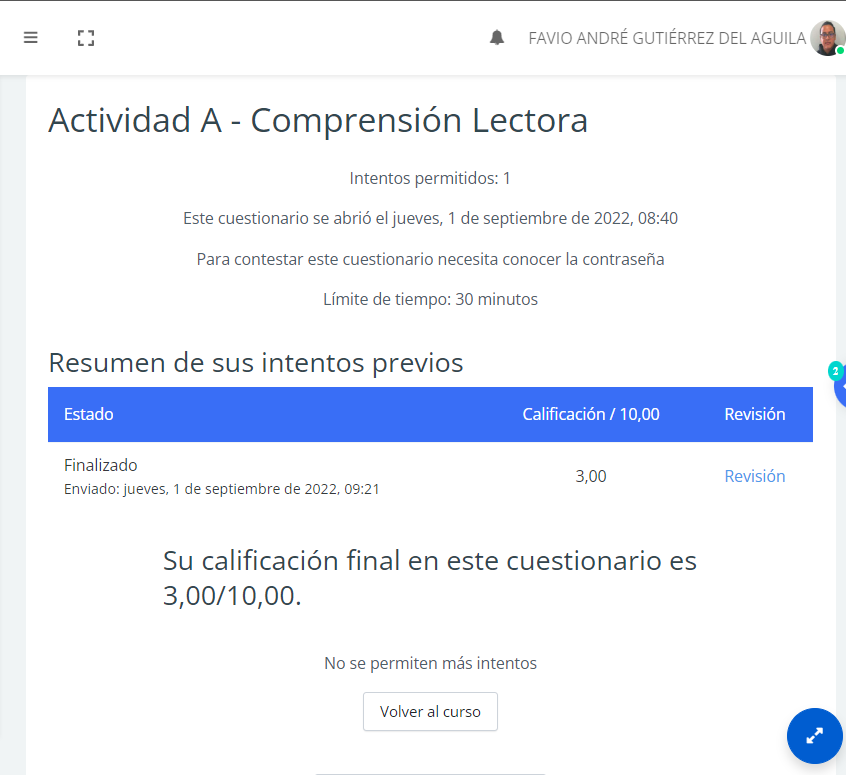 FAVIO ANDRÉ GUTIÉRREZ DEL AGUILA
Actividad A - Comprensión Lectora
Intentos permitidos: 1
Este cuestionario se abrió el jueves, 1 de septiembre de 2022, 08:40
Para contestar este cuestionario necesita conocer la contraseña
Límite de tiempo: 30 minutos
Resumen de sus intentos previos
2
Estado Calificación / 10,00 Revisión
Finalizado
3,00 Revisión
Enviado: jueves, 1 de septiembre de 2022, 09:21
Su calificación final en este cuestionario es
3,00/10,00.
No se permiten más intentos
Volver al curso